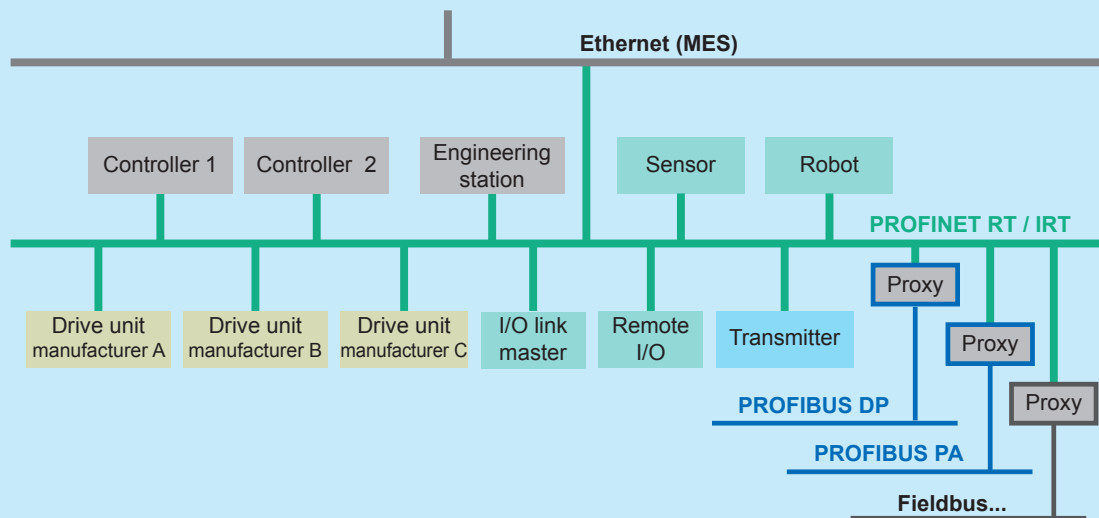 Ethernet (MES)
Controller 1
Controller 2
Engineering
station
Sensor
Robot
PROFINET RT / IRT
Drive unit
manufacturer A
Drive unit
manufacturer B
Drive unit
manufacturer C
I/O link
master
Remote
I/O
Transmitter
Proxy
Proxy
Proxy
PROFIBUS DP
PROFIBUS PA
Fieldbus...